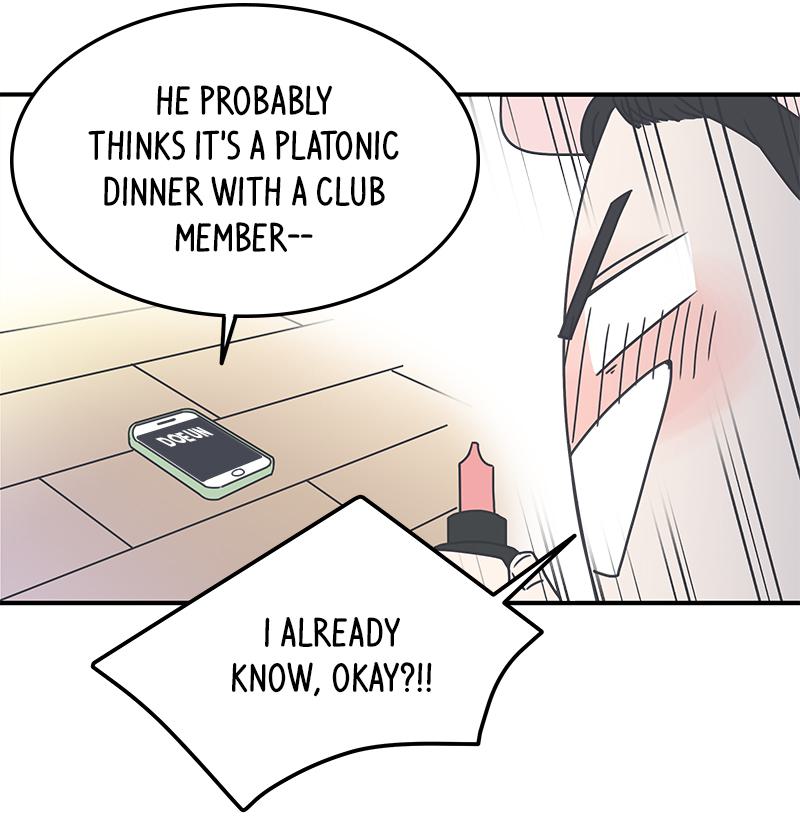 HE PROBABLY
THINKS IT'S A PLATONIC
DINNER WITH A CLUB
MEMBER--
DOEUN
I ALREADY
KNOW, OKAY?!!